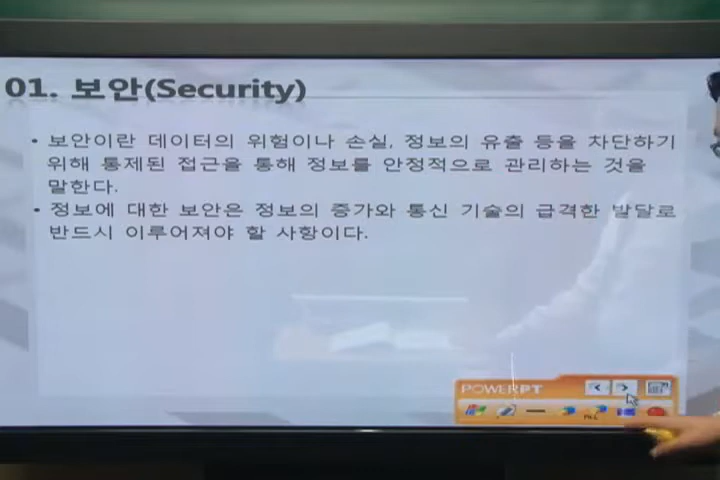 01. 보안(Security)
• 보안이란 데이터의 위험이나 손실, 정보의 유출 등을 차단하기
위해 통제된 접근을 통해 정보를 안정적으로 관리하는 것을
말한다.
• 정보에 대한 보안은 정보의 증가와 통신 기술의 급격한 발달로
반드시 이루어져야 할 사항이다.
POWERPT